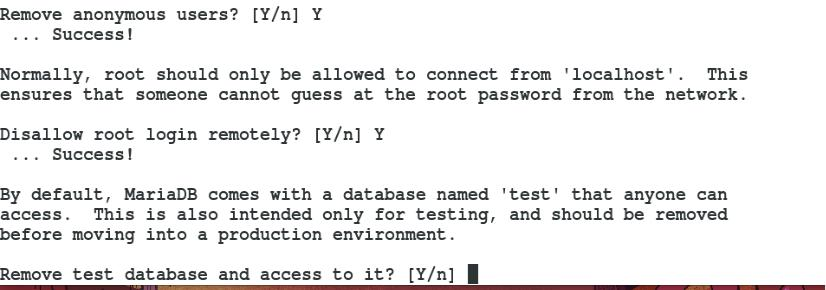 Remove anonymous users? [Y/n] Y
 ... Success!
Normally, root should only be allowed to connect from 'localhost'.  This
ensures that someone cannot guess at the root password from the network.
Disallow root login remotely? [Y/n] Y
 ... Success!
By default, MariaDB comes with a database named 'test' that anyone can
access.  This is also intended only for testing, and should be removed
before moving into a production environment.
Remove test database and access to it? [Y/n]